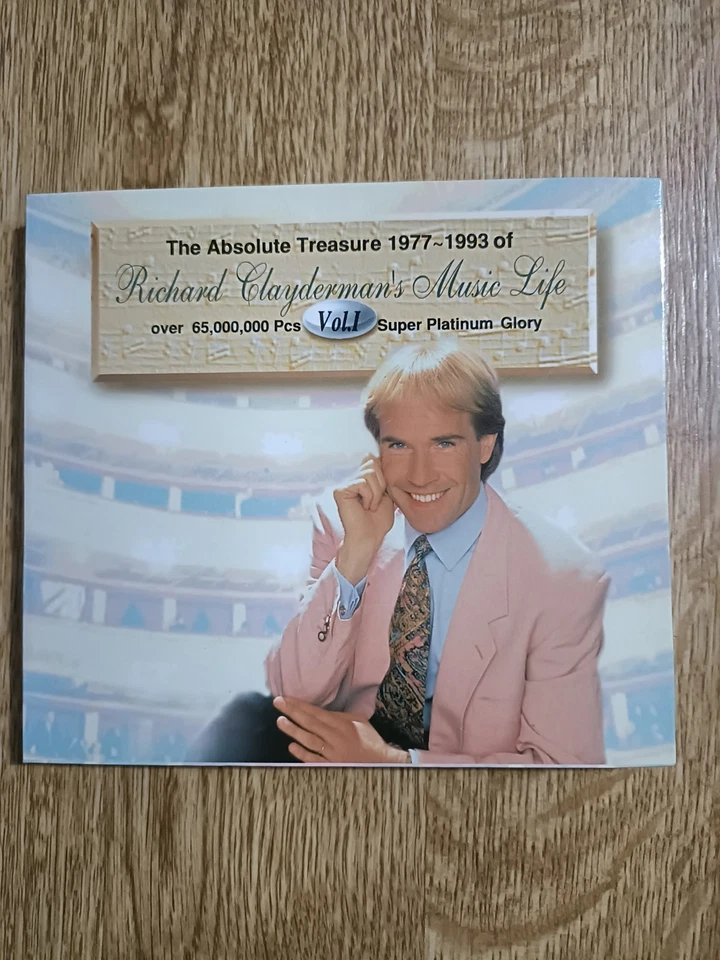 The Absolute Treasure 1977~1993 of
Richard Clayderman's Music Life
over 65,000,000 Pcs Vol.I Super Platinum Glory